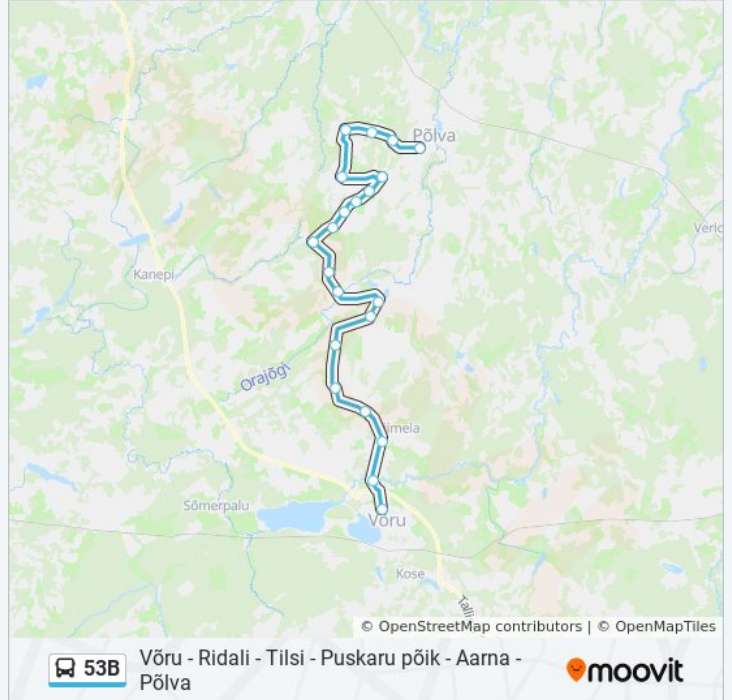 Põlva
Kanepi
Orajõgi
Sõmerpalu
Võru
Kose
© OpenStreetMap contributors | © OpenMapTiles
53B
Võru - Ridali - Tilsi - Puskaru põik - Aarna -
Põlva
moovit